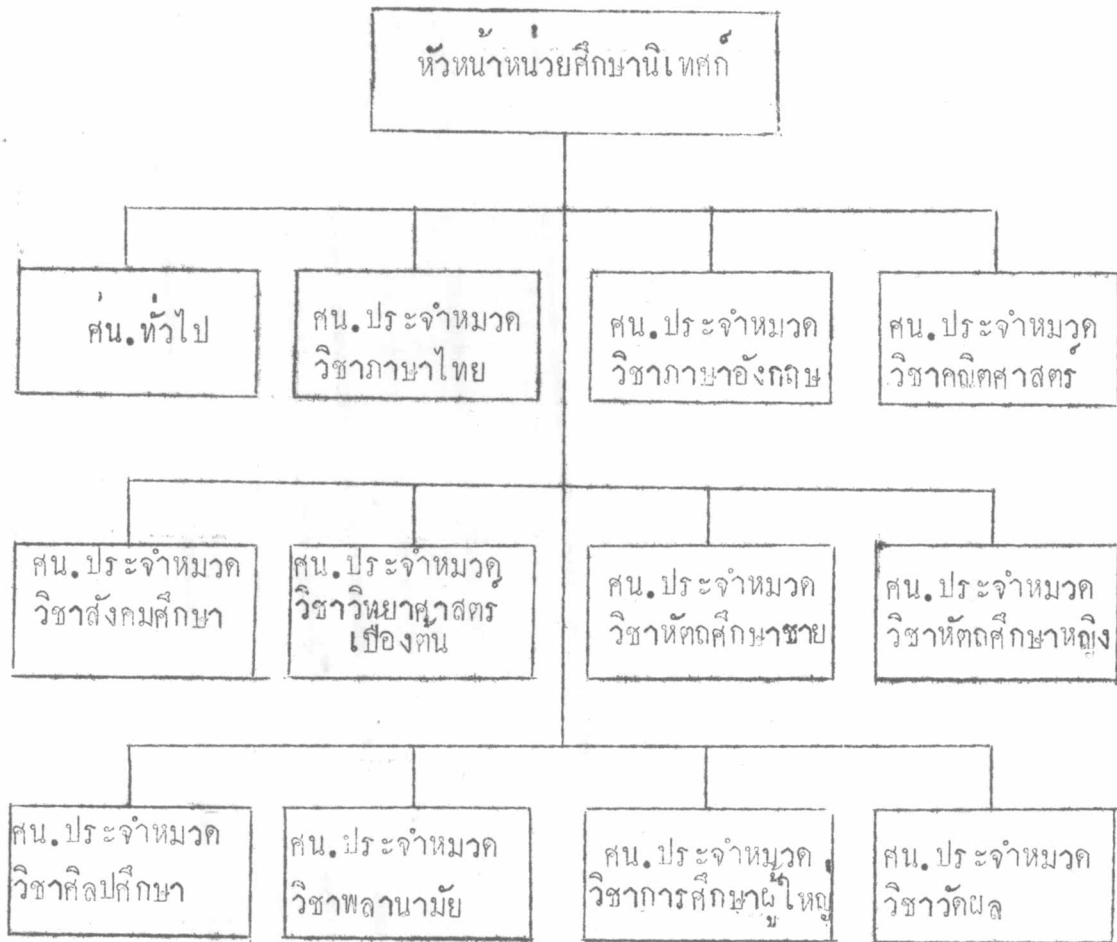 หัวหน้าหน่วยศึกษานิเทศก์
ศน.ทั่วไป
ศน.ประจำหมวด
วิชาภาษาไทย
ศน.ประจำหมวด
วิชาภาษาอังกฤษ
ศน.ประจำหมวด
วิชาคณิตศาสตร์
ศน.ประจำหมวด
วิชาสังคมศึกษา
ศน.ประจำหมวด
วิชาวิทยาศาสตร์
เบื้องต้น
ศน.ประจำหมวด
วิชาหัตถศึกษาชาย
ศน.ประจำหมวด
วิชาหัตถศึกษาหญิง
ศน.ประจำหมวด
วิชาศิลปศึกษา
ศน.ประจำหมวด
วิชาพลานามัย
ศน.ประจำหมวด
วิชาการศึกษาผู้ใหญ่
ศน.ประจำหมวด
วิชาวัดผล